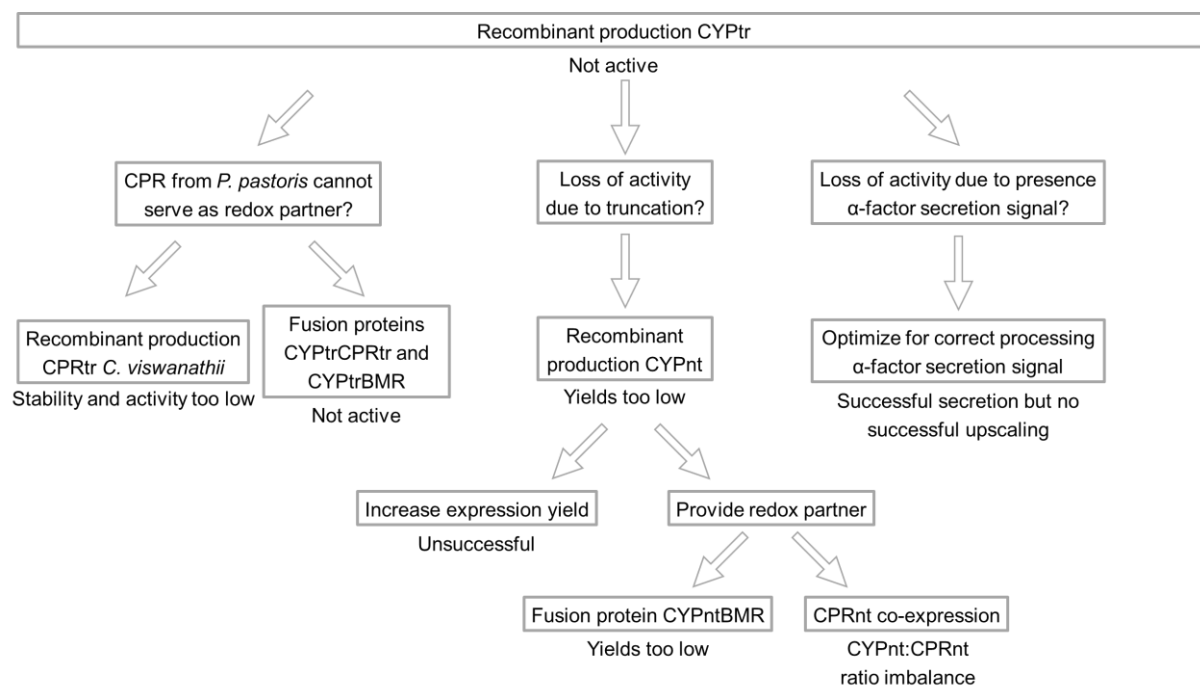 Recombinant production CYPtr
Not active
CPR from P. pastoris cannot
serve as redox partner?
Loss of activity
due to truncation?
Loss of activity due to presence
α-factor secretion signal?
Recombinant production
CPRtr C. viswanathii
Stability and activity too low
Fusion proteins
CYPtrCPRtr and
CYPtrBMR
Not active
Recombinant
production CYPnt
Yields too low
Optimize for correct processing
α-factor secretion signal
Successful secretion but no
successful upscaling
Increase expression yield
Unsuccessful
Provide redox partner
Fusion protein CYPntBMR
Yields too low
CPRnt co-expression
CYPnt:CPRnt
ratio imbalance